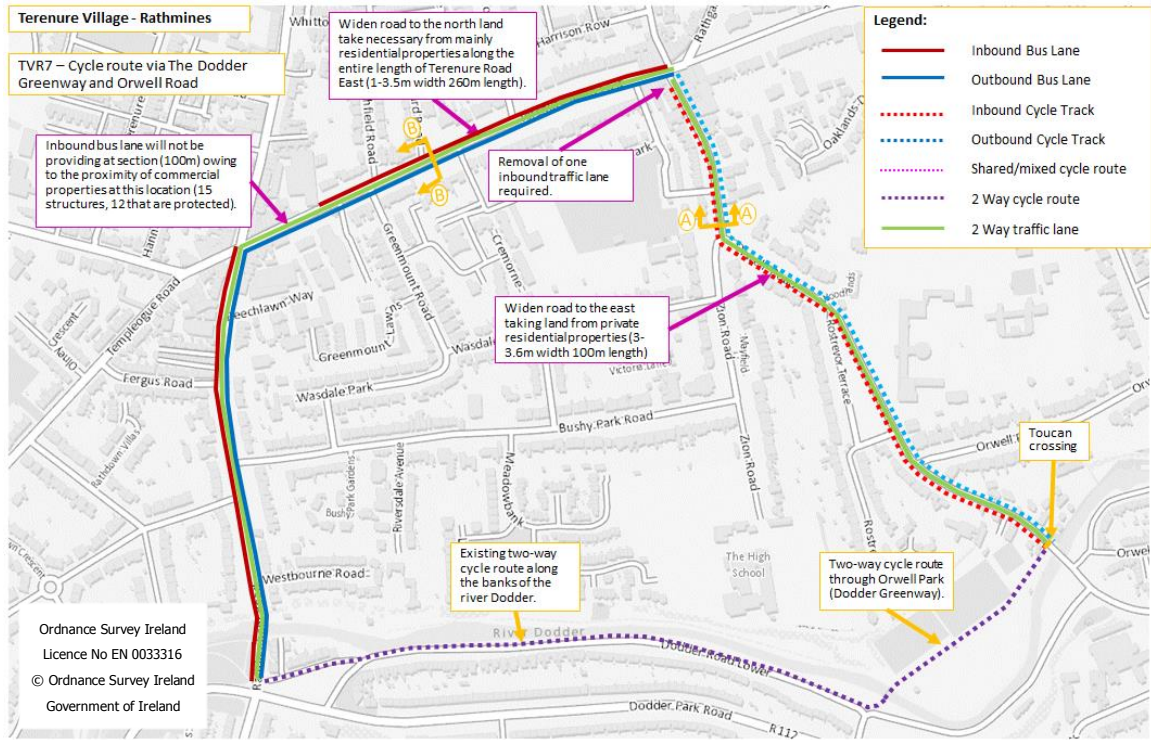 Terenure Village - Rathmines
TVR7 – Cycle route via The Dodder
Greenway and Orwell Road
Widen road to the north land
take necessary from mainly
residential properties along the
entire length of Terenure Road
East (1-3.5m width 260m length).
Inbound bus lane will not be
providing at section (100m) owing
to the proximity of commercial
properties at this location (15
structures, 12 that are protected).
Removal of one
inbound traffic lane
required.
Widen road to the east
taking land from private
residential properties (3-
3.6m width 100m length)
Toucan
crossing
Existing two-way
cycle route along
the banks of the
river Dodder.
Two-way cycle route
through Orwell Park
(Dodder Greenway).
Legend:
Inbound Bus Lane
Outbound Bus Lane
Inbound Cycle Track
Outbound Cycle Track
Shared/mixed cycle route
2 Way cycle route
2 Way traffic lane
Harrison Row
B
B
A
A
Greenmount Road
Cremorne
Templeogue Road
Fergus Road
Greenmount
Wasdale Park
Zion Road
Mayfield
Rostrevor Terrace
Bushy Park Road
Rathdown Villas
Bushy Park Gardens
Riversdale Avenue
Meadowbank
Zion Road
The High
School
Westbourne Road
River Dodder
Dodder Road Lower
Dodder Park Road
R112
Ordnance Survey Ireland
Licence No EN 0033316
© Ordnance Survey Ireland
Government of Ireland